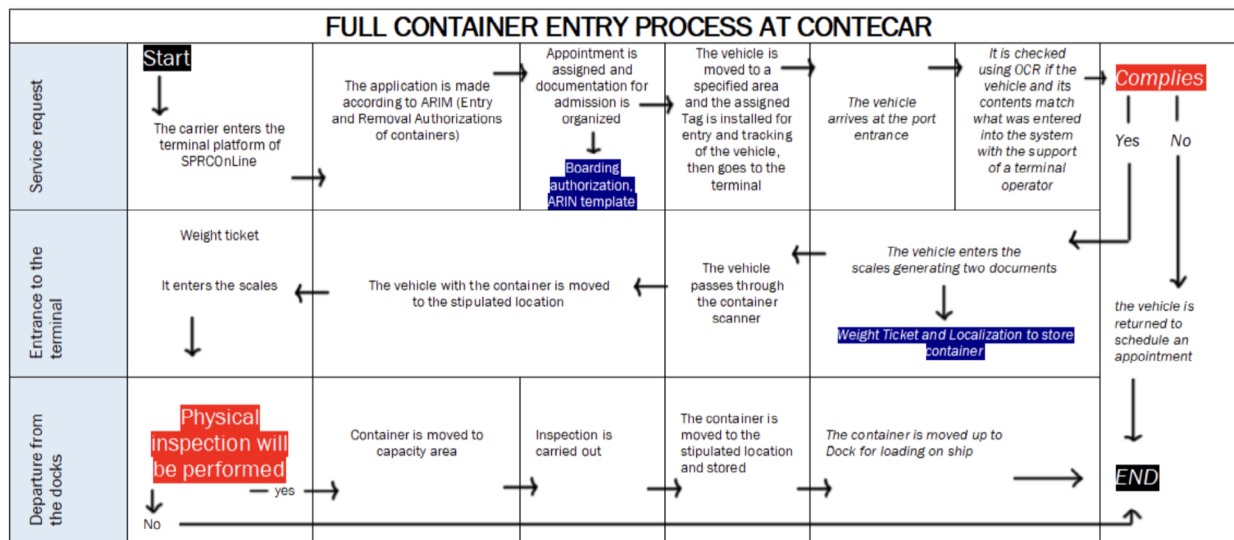 FULL CONTAINER ENTRY PROCESS AT CONTECAR
Service request
Start
The carrier enters the
terminal platform of
SPRCOnLine
The application is made
according to ARIM (Entry
and Removal Authorizations
of containers)
Appointment is
assigned and
documentation for
admission is
organized
Boarding
authorization,
ARIN template
The vehicle is
moved to a
specified area
and the assigned
Tag is installed for
entry and tracking
of the vehicle,
then goes to the
terminal
The vehicle
arrives at the port
entrance
It is checked
using OCR if the
vehicle and its
contents match
what was entered
into the system
with the support
of a terminal
operator
Complies
Yes
No
Entrance to the
terminal
Weight ticket
It enters the scales
The vehicle with the container is moved
to the stipulated location
The vehicle
passes through
the container
scanner
The vehicle enters the
scales generating two documents
Weight Ticket and Localization to store
container
the vehicle is
returned to
schedule an
appointment
Departure from
the docks
Physical
inspection will
be performed
yes
No
Container is moved to
capacity area
Inspection is
carried out
The container is
moved to the
stipulated location
and stored
The container is moved up to
Dock for loading on ship
END